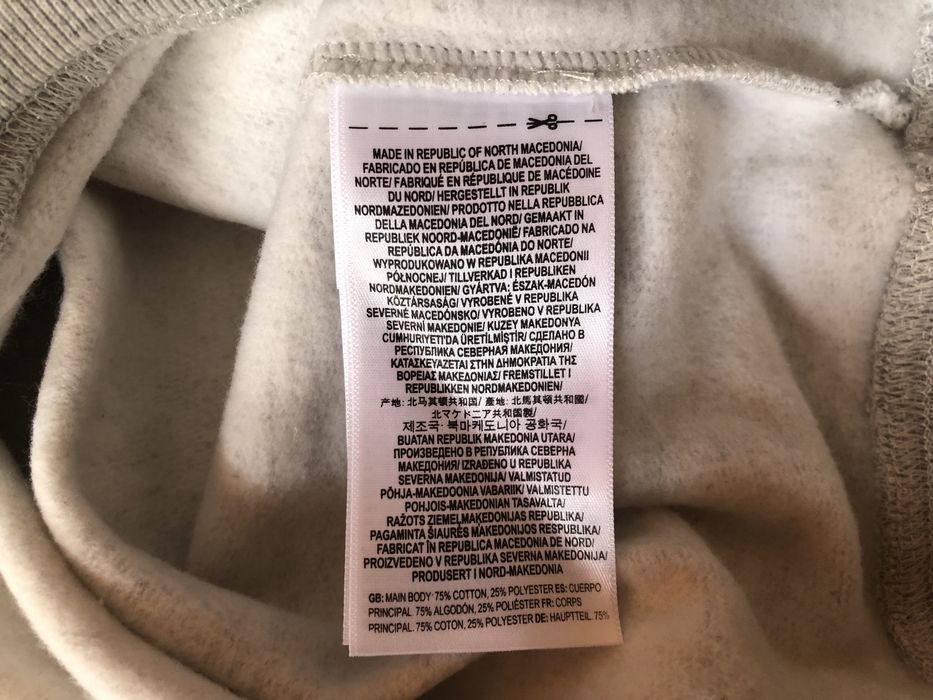 MADE IN REPUBLIC OF NORTH MACEDONIA/
FABRICADO EN REPÚBLICA DE MACEDONIA DEL
NORTE/ FABRIQUÉ EN RÉPUBLIQUE DE MACÉDOINE
DU NORD/ HERGESTELLT IN REPUBLIK
NORDMAZEDONIEN/ PRODOTTO NELLA REPUBBLICA
DELLA MACEDONIA DEL NORD/ GEMAAKT IN
REPUBLIEK NOORD-MACEDONIË/ FABRICADO NA
REPÚBLICA DA MACEDÓNIA DO NORTE/
WYPRODUKOWANO W REPUBLIKA MACEDONII
PÓŁNOCNEJ/ TILLVERKAD I REPUBLIKEN
NORDMAKEDONIEN/ GYÁRTVA: ÉSZAK-MACEDÓN
KÖZTÁRSASÁG/ VYROBENÉ V REPUBLIKA
SEVERNÉ MACEDÓNSKO/ VYROBENO V REPUBLIKA
SEVERNÍ MAKEDONIE/ KUZEY MAKEDONYA
CUMHURIYETI'DA ÜRETİLMİŞTİR/ СДЕЛАНО В
РЕСПУБЛИКА СЕВЕРНАЯ МАКЕДОНИЯ/
ΚΑΤΑΣΚΕΥΑΖΕΤΑΙ ΣΤΗΝ ΔΗΜΟΚΡΑΤΙΑ ΤΗΣ
ΒΟΡΕΙΑΣ ΜΑΚΕΔΟΝΙΑΣ/ FREMSTILLET I
REPUBLIKKEN NORDMAKEDONIEN/
产地: 北马其顿共和国/ 產地: 北馬其頓共和國/
北マケドニア共和国製/
제조국: 북마케도니아 공화국/
BUATAN REPUBLIK MAKEDONIA UTARA/
ПРОИЗВЕДЕНО В РЕПУБЛИКА СЕВЕРНА
МАКЕДОНИЯ/ IZRAĐENO U REPUBLIKA
SEVERNA MAKEDONIJA/ VALMISTATUD
PÕHJA-MAKEDOONIA VABARIIK/ VALMISTETTU
POHJOIS-MAKEDONIAN TASAVALTA/
RAŽOTS ZIEMEĻMAĶEDONIJAS REPUBLIKA/
PAGAMINTA ŠIAURĖS MAKEDONIJOS RESPUBLIKA/
FABRICAT ÎN REPUBLICA MACEDONIA DE NORD/
PROIZVEDENO V REPUBLIKA SEVERNA MAKEDONIJA/
PRODUSERT I NORD-MAKEDONIA
GB: MAIN BODY 75% COTTON, 25% POLYESTER ES: CUERPO
PRINCIPAL 75% ALGODÓN, 25% POLIÉSTER FR: CORPS
PRINCIPAL 75% COTON, 25% POLYESTER DE: HAUPTTEIL 75%